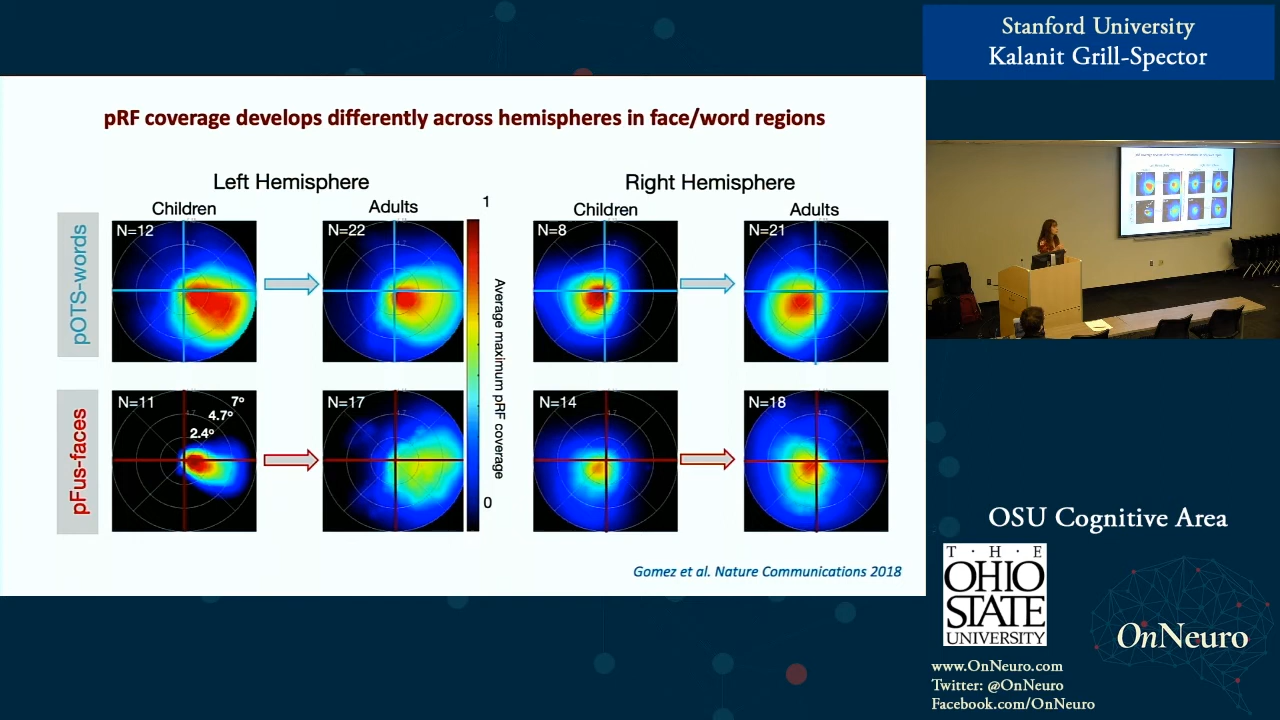 Stanford University
Kalanit Grill-Spector
pRF coverage develops differently across hemispheres in face/word regions
Left Hemisphere
Right Hemisphere
Children
Adults
Children
Adults
1
pOTS-words
N=12
N=22
N=8
N=21
Average maximum pRF coverage
pFus-faces
N=11
7º
4.7º
2.4º
N=17
N=14
N=18
0
Gomez et al. Nature Communications 2018
OSU Cognitive Area
T · H · E
OHIO
STATE
UNIVERSITY
OnNeuro
www.OnNeuro.com
Twitter: @OnNeuro
Facebook.com/OnNeuro